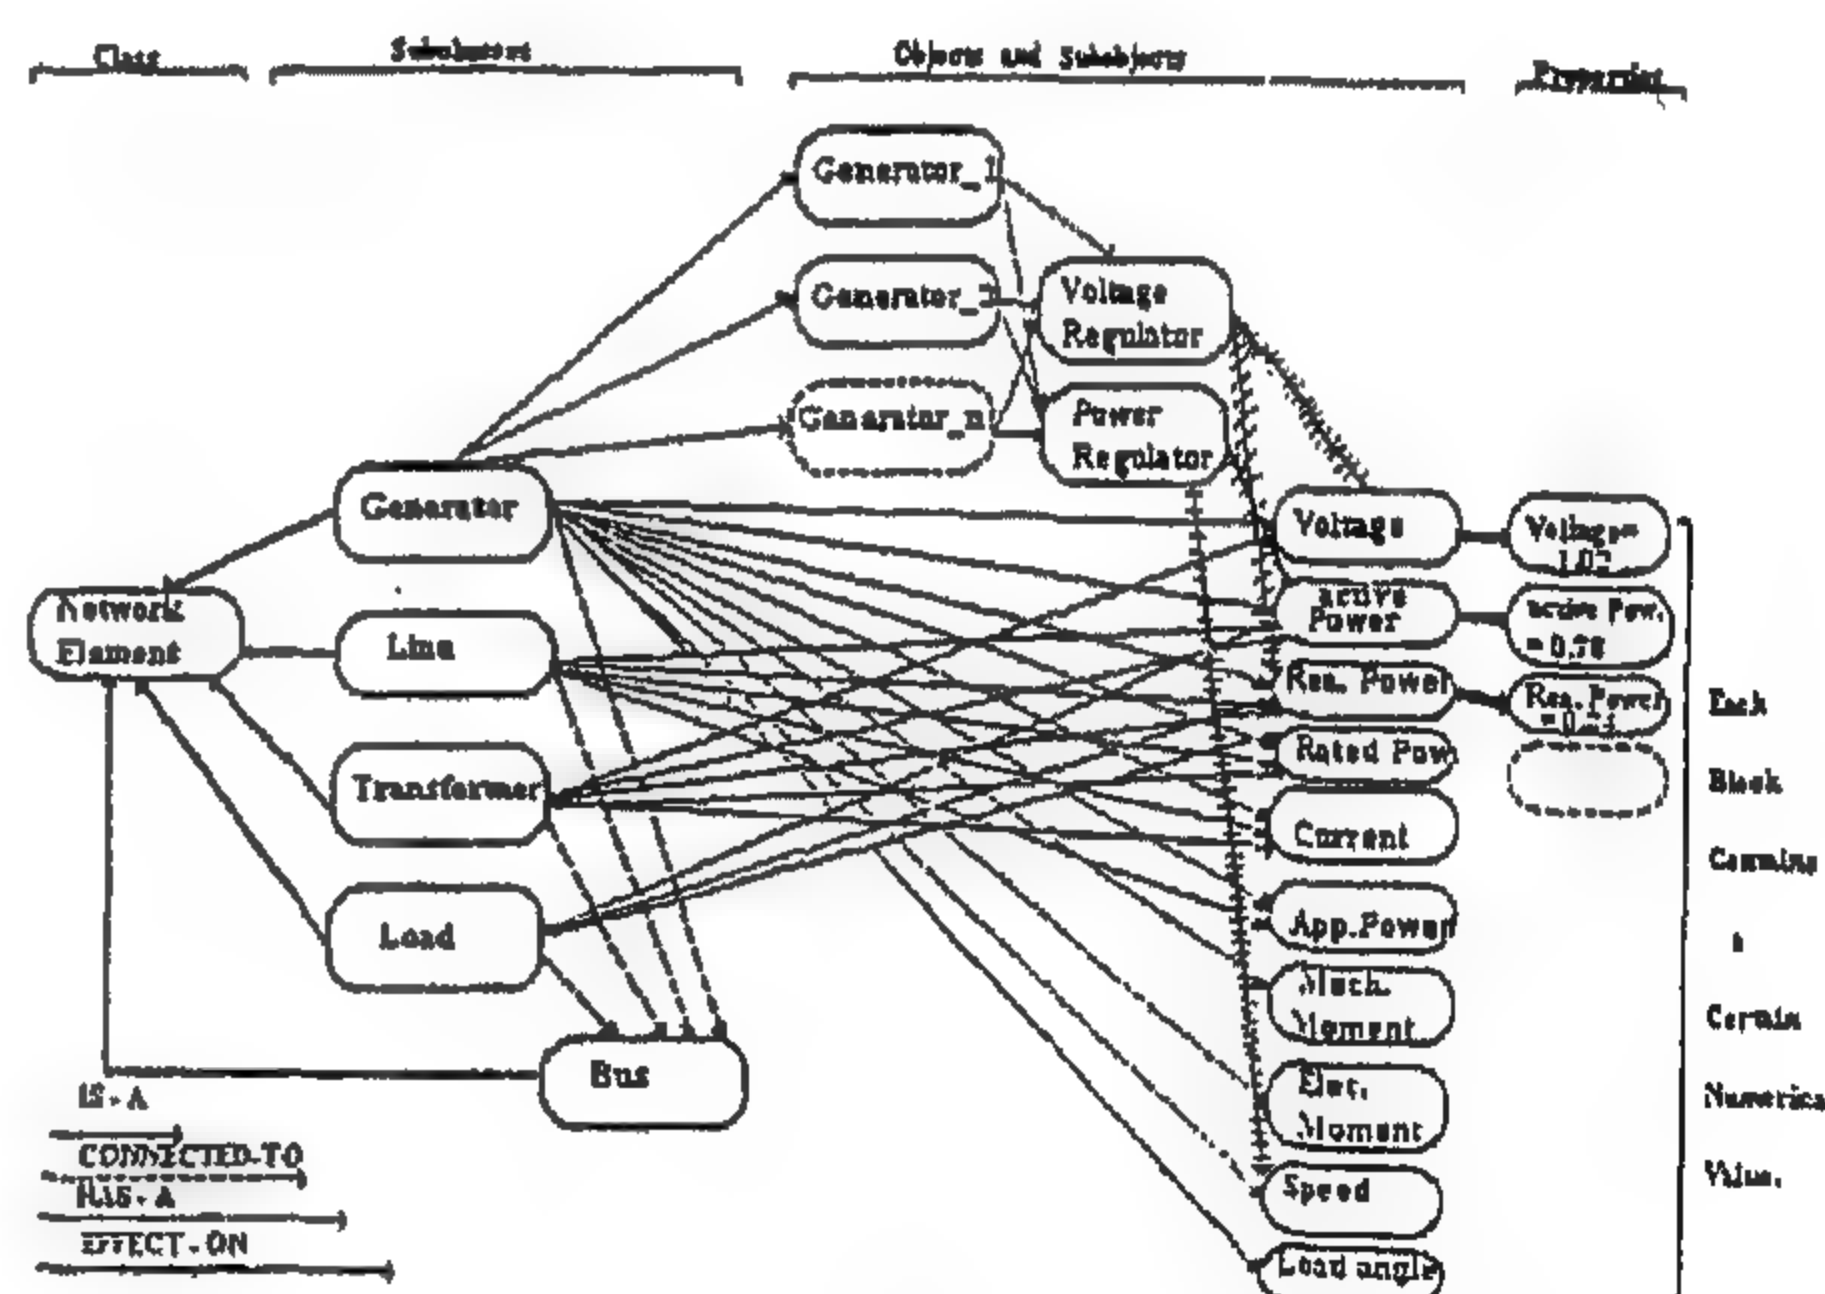 Class
Subclasses
Objects and Subobjects
Properties
Generator_1
Generator_2
Voltage
Regulator
Generator_n
Power
Regulator
Generator
Voltage
Voltage=
1.02
Network
Element
Line
active
Power
active Pow.
= 0.78
Rea. Power
Rea. Power
Transformer
Rated Pow
Current
Load
App.Power
Mech.
Moment
Bus
Elec.
Moment
Speed
Load angle
IS-A
CONNECTED-TO
HAS-A
EFFECT-ON
Each
Block
Contains
a
Certain
Numerica
Value.